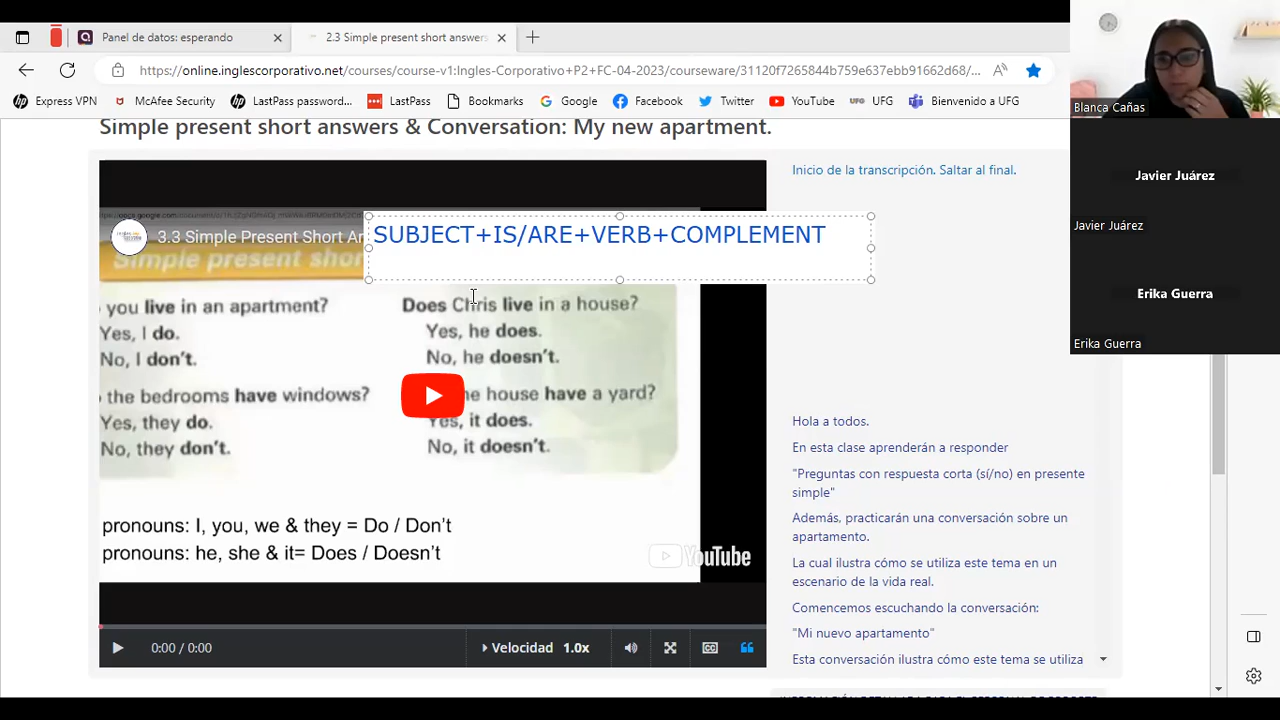 Panel de datos: esperando
2.3 Simple present short answers
https://online.inglescorporativo.net/courses/course-v1:Ingles-Corporativo+P2+FC-04-2023/courseware/31120f7265844b759e637ebb91662d68/...
Express VPN
McAfee Security
LastPass password...
LastPass
Bookmarks
Google
Facebook
Twitter
YouTube
UFG
UFG
Bienvenido a UFG
Simple present short answers & Conversation: My new apartment.
3.3 Simple Present Short An
SUBJECT+IS/ARE+VERB+COMPLEMENT
Simple present shor
you live in an apartment?
Yes, I do.
No, I don't.
the bedrooms have windows?
Yes, they do.
No, they don't.
Does Chris live in a house?
Yes, he does.
No, he doesn't.
he house have a yard?
Yes, it does.
No, it doesn't.
pronouns: I, you, we & they = Do / Don't
pronouns: he, she & it= Does / Doesn't
YouTube
0:00 / 0:00
Velocidad 1.0x
Inicio de la transcripción. Saltar al final.
Hola a todos.
En esta clase aprenderán a responder
"Preguntas con respuesta corta (sí/no) en presente
simple"
Además, practicarán una conversación sobre un
apartamento.
La cual ilustra cómo se utiliza este tema en un
escenario de la vida real.
Comencemos escuchando la conversación:
"Mi nuevo apartamento"
Esta conversación ilustra cómo este tema se utiliza
Blanca Cañas
Javier Juárez
Javier Juárez
Erika Guerra
Erika Guerra